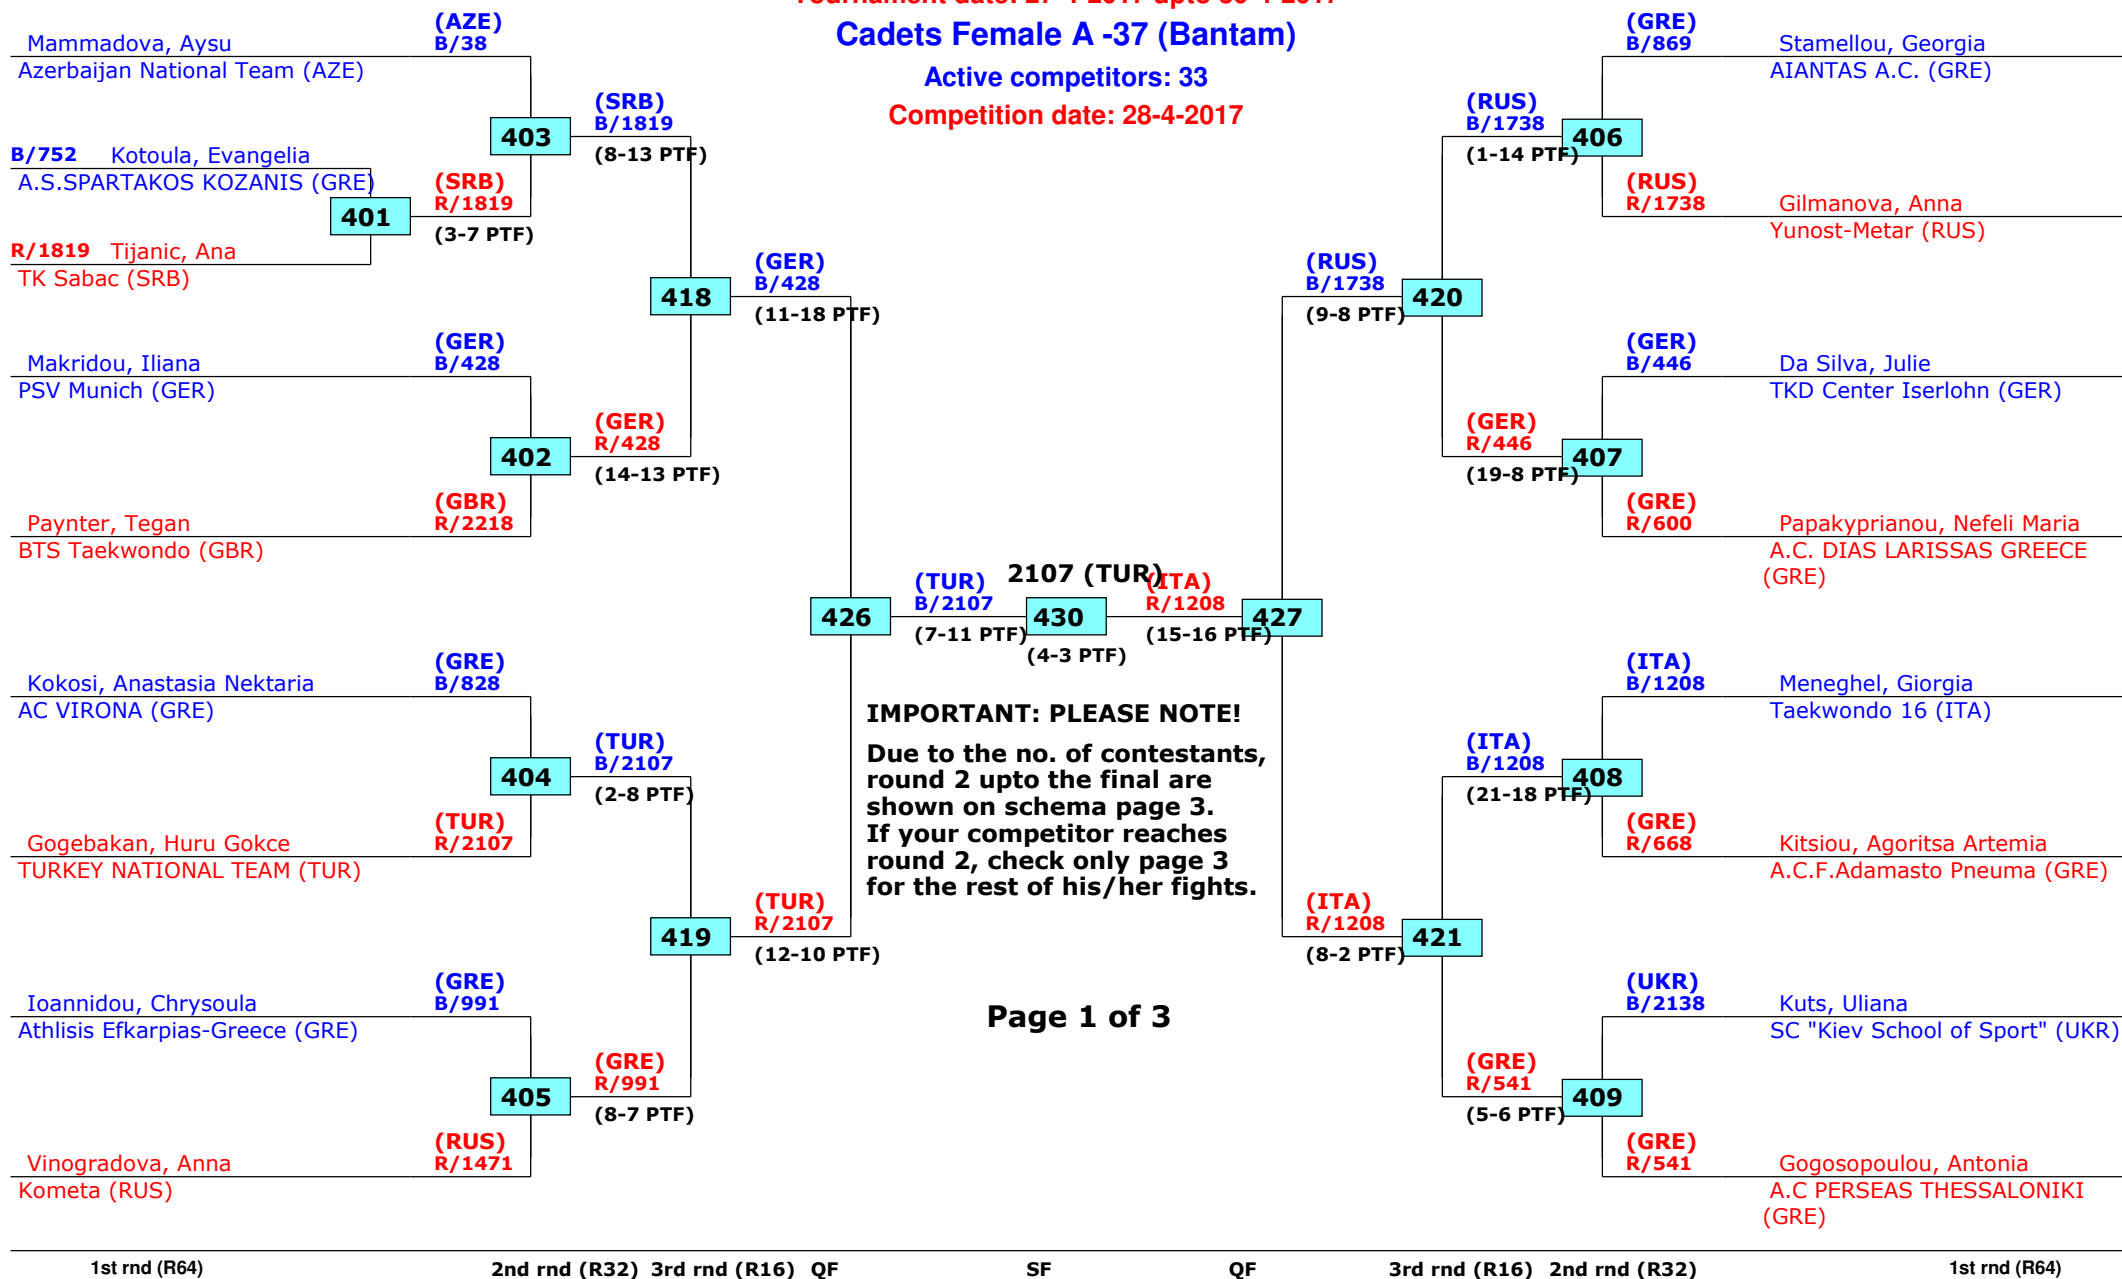 Tournament date: 27-4-2017 upto 30-4-2017
Cadets Female A -37 (Bantam)
Active competitors: 33
Competition date: 28-4-2017
Mammadova, Aysu
(AZE)
B/38
Azerbaijan National Team (AZE)
403
(SRB)
B/1819
(8-13 PTF)
B/752 Kotoula, Evangelia
A.S.SPARTAKOS KOZANIS (GRE)
401
(SRB)
R/1819
(3-7 PTF)
R/1819 Tijanic, Ana
TK Sabac (SRB)
418
(GER)
B/428
(11-18 PTF)
Makridou, Iliana
(GER)
B/428
PSV Munich (GER)
402
(GER)
R/428
(14-13 PTF)
Paynter, Tegan
(GBR)
R/2218
BTS Taekwondo (GBR)
426
(TUR)
B/2107
(7-11 PTF)
2107 (TUR)
430
(4-3 PTF)
(ITA)
R/1208
(15-16 PTF)
427
Kokosi, Anastasia Nektaria
(GRE)
B/828
AC VIRONA (GRE)
404
(TUR)
B/2107
(2-8 PTF)
Gogebakan, Huru Gokce
(TUR)
R/2107
TURKEY NATIONAL TEAM (TUR)
419
(TUR)
R/2107
(12-10 PTF)
Ioannidou, Chrysoula
(GRE)
B/991
Athlisis Efkarpias-Greece (GRE)
405
(GRE)
R/991
(8-7 PTF)
Vinogradova, Anna
(RUS)
R/1471
Kometa (RUS)
IMPORTANT: PLEASE NOTE!
Due to the no. of contestants,
round 2 upto the final are
shown on schema page 3.
If your competitor reaches
round 2, check only page 3
for the rest of his/her fights.
Page 1 of 3
(GRE)
B/869
Stamellou, Georgia
AIANTAS A.C. (GRE)
(RUS)
B/1738
(1-14 PTF)
406
(RUS)
R/1738
Gilmanova, Anna
Yunost-Metar (RUS)
(RUS)
B/1738
(9-8 PTF)
420
(GER)
B/446
Da Silva, Julie
TKD Center Iserlohn (GER)
(GER)
R/446
(19-8 PTF)
407
(GRE)
R/600
Papakyprianou, Nefeli Maria
A.C. DIAS LARISSAS GREECE
(GRE)
(ITA)
B/1208
Meneghel, Giorgia
Taekwondo 16 (ITA)
(ITA)
B/1208
(21-18 PTF)
408
(GRE)
R/668
Kitsiou, Agoritsa Artemia
A.C.F.Adamasto Pneuma (GRE)
(ITA)
R/1208
(8-2 PTF)
421
(UKR)
B/2138
Kuts, Uliana
SC "Kiev School of Sport" (UKR)
(GRE)
R/541
(5-6 PTF)
409
(GRE)
R/541
Gogosopoulou, Antonia
A.C PERSEAS THESSALONIKI
(GRE)
1st rnd (R64) 2nd rnd (R32) 3rd rnd (R16) QF SF QF 3rd rnd (R16) 2nd rnd (R32) 1st rnd (R64)